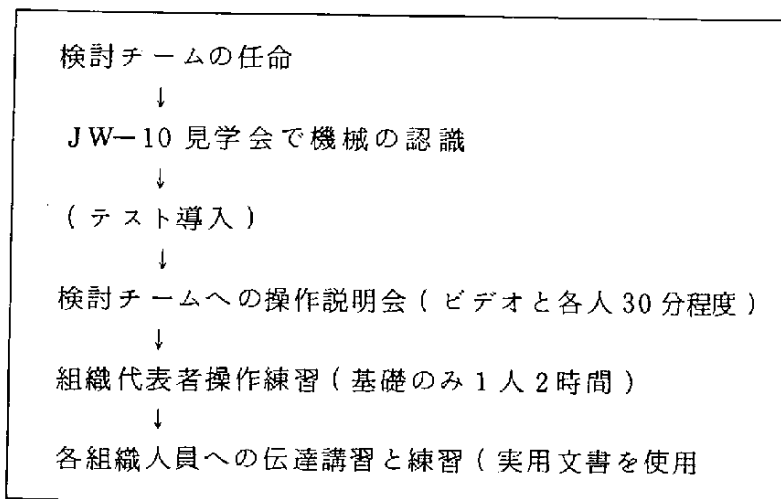 検討チームの任命
↓
JW-10 見学会で機械の認識
↓
(テスト導入)
↓
検討チームへの操作説明会(ビデオと各人30分程度)
↓
組織代表者操作練習(基礎のみ1人2時間)
↓
各組織人員への伝達講習と練習(実用文書を使用